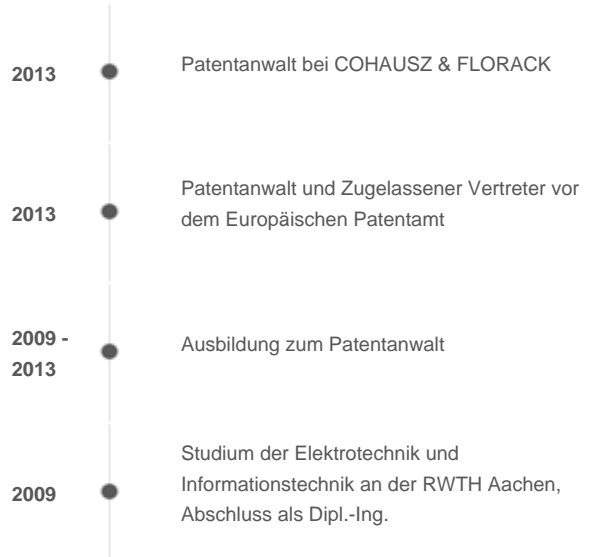 2013
Patentanwalt bei COHAUSZ & FLORACK
2013
Patentanwalt und Zugelassener Vertreter vor
dem Europäischen Patentamt
2009 -
2013
Ausbildung zum Patentanwalt
2009
Studium der Elektrotechnik und
Informationstechnik an der RWTH Aachen,
Abschluss als Dipl.-Ing.